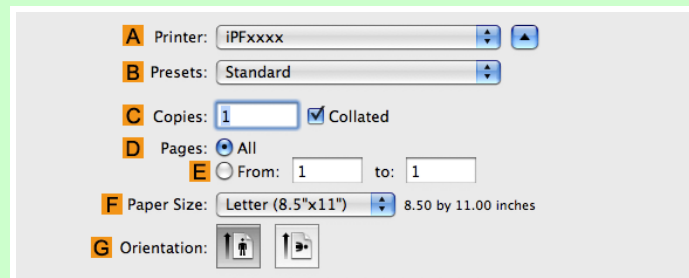 A Printer: iPFxxxx
B Presets: Standard
C Copies: 1 Collated
D Pages: All
E From: 1 to: 1
F Paper Size: Letter (8.5"x11") 8.50 by 11.00 inches
G Orientation: